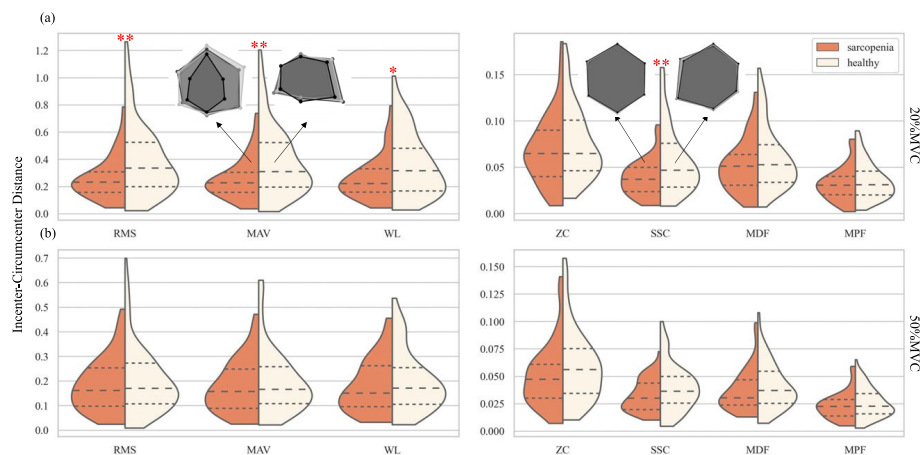 (a)
** ** *
1.2
1.0
0.8
0.6
0.4
0.2
0.0
RMS MAV WL
**
sarcopenia
healthy
0.15
0.10
0.05
0.00
ZC SSC MDF MPF
20%MVC
Incenter-Circumcenter Distance
(b)
0.7
0.6
0.5
0.4
0.3
0.2
0.1
0.0
RMS MAV WL
0.150
0.125
0.100
0.075
0.050
0.025
0.000
ZC SSC MDF MPF
50%MVC